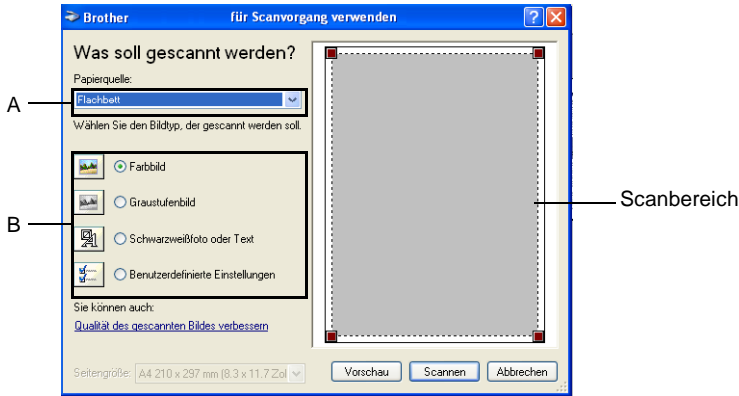 Brother für Scanvorgang verwenden
Was soll gescannt werden?
Papierquelle:
A
Flachbett
Wählen Sie den Bildtyp, der gescannt werden soll.
Farbbild
Graustufenbild
Scanbereich
B
Schwarzweißfoto oder Text
Benutzerdefinierte Einstellungen
Sie können auch:
Qualität des gescannten Bildes verbessern
Seitengröße: A4 210 x 297 mm (8.3 x 11.7 Zol
Vorschau Scannen Abbrechen